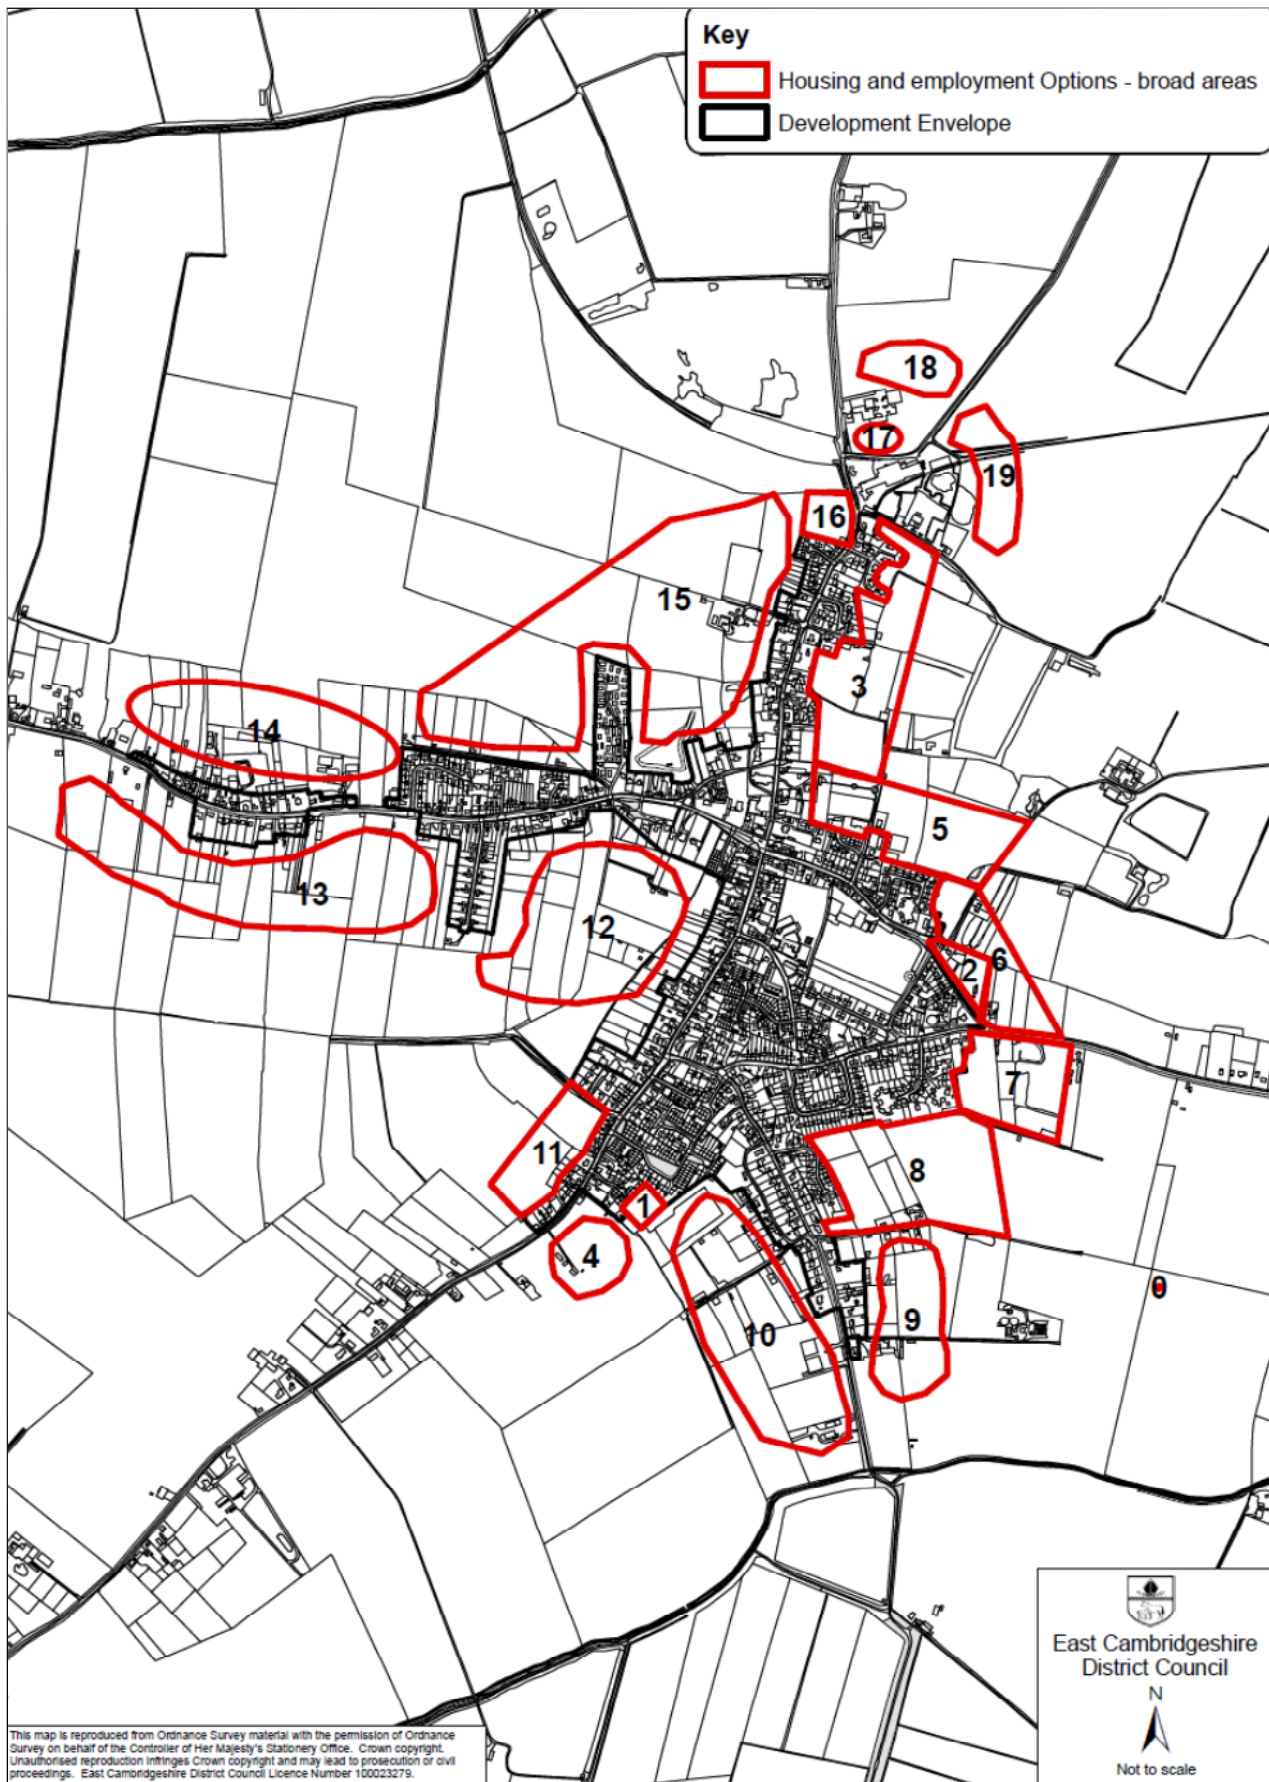 Key
Housing and employment Options - broad areas
Development Envelope
18
17
19
16
15
3
14
5
13
12
2
6
7
11
8
1
4
0
9
10
East Cambridgeshire
District Council
N
Not to scale
This map is reproduced from Ordnance Survey material with the permission of Ordnance
Survey on behalf of the Controller of Her Majesty's Stationery Office. Crown copyright.
Unauthorised reproduction infringes Crown copyright and may lead to prosecution or civil
proceedings. East Cambridgeshire District Council Licence Number 100023279.